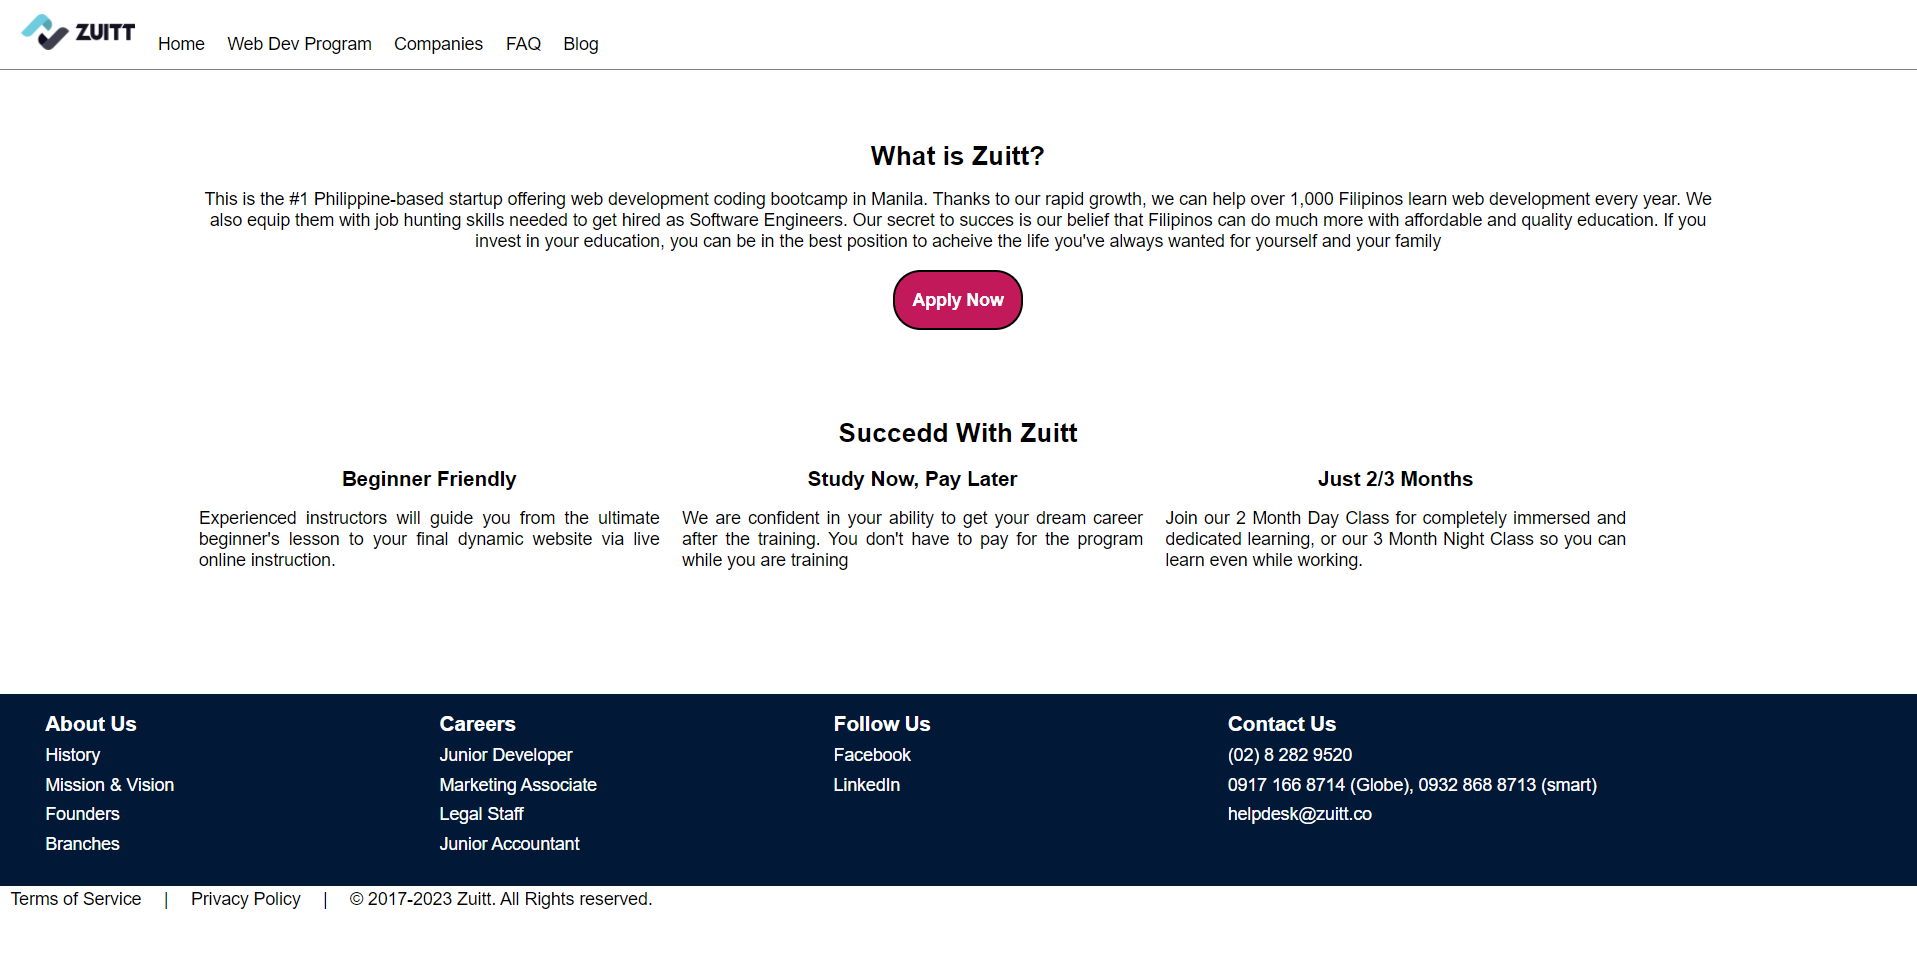 ZUITT
Home Web Dev Program Companies FAQ Blog
What is Zuitt?
This is the #1 Philippine-based startup offering web development coding bootcamp in Manila. Thanks to our rapid growth, we can help over 1,000 Filipinos learn web development every year. We
also equip them with job hunting skills needed to get hired as Software Engineers. Our secret to succes is our belief that Filipinos can do much more with affordable and quality education. If you
invest in your education, you can be in the best position to acheive the life you've always wanted for yourself and your family
Apply Now
Succedd With Zuitt
Beginner Friendly
Experienced instructors will guide you from the ultimate
beginner's lesson to your final dynamic website via live
online instruction.
Study Now, Pay Later
We are confident in your ability to get your dream career
after the training. You don't have to pay for the program
while you are training
Just 2/3 Months
Join our 2 Month Day Class for completely immersed and
dedicated learning, or our 3 Month Night Class so you can
learn even while working.
About Us
History
Mission & Vision
Founders
Branches
Careers
Junior Developer
Marketing Associate
Legal Staff
Junior Accountant
Follow Us
Facebook
LinkedIn
Contact Us
(02) 8 282 9520
0917 166 8714 (Globe), 0932 868 8713 (smart)
helpdesk@zuitt.co
Terms of Service | Privacy Policy | © 2017-2023 Zuitt. All Rights reserved.